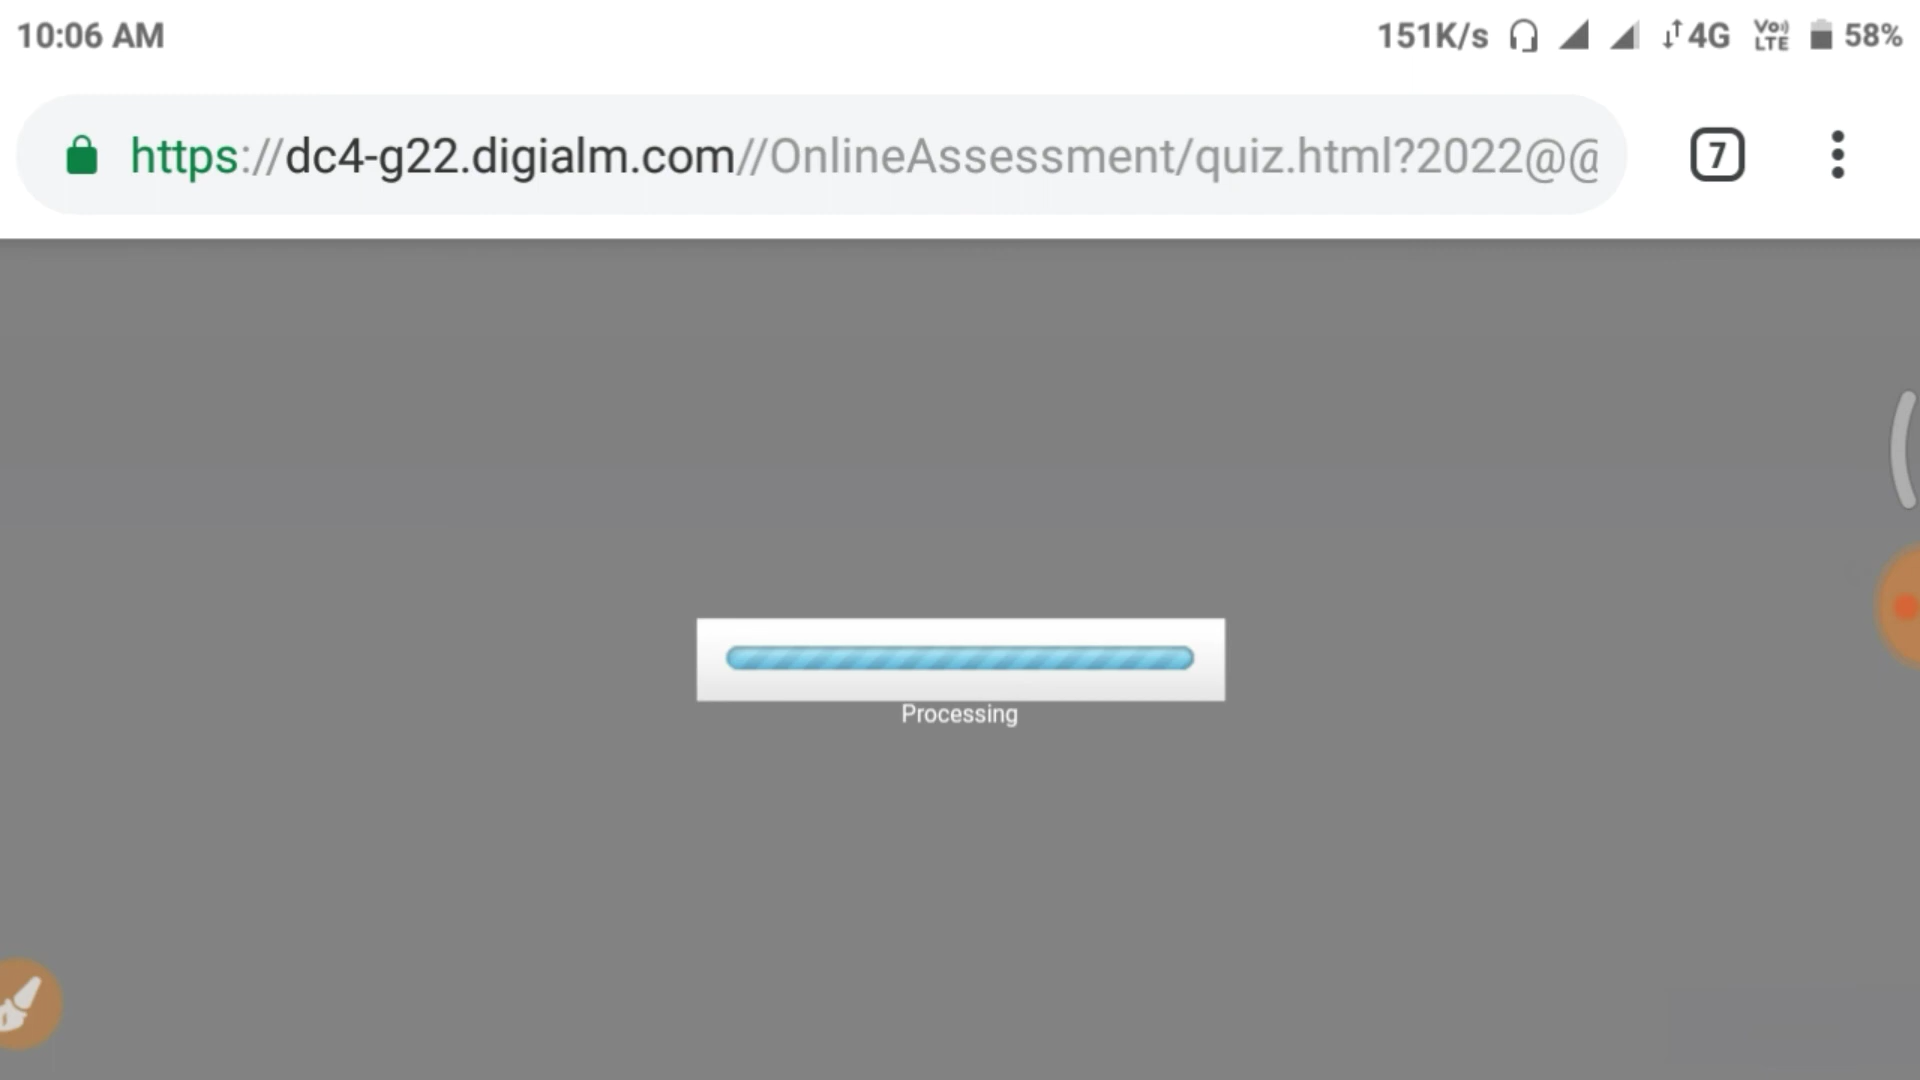 10:06 AM 151K/s 4G Vo)) LTE 58%
https://dc4-g22.digialm.com//OnlineAssessment/quiz.html?2022@@ 7
Processing